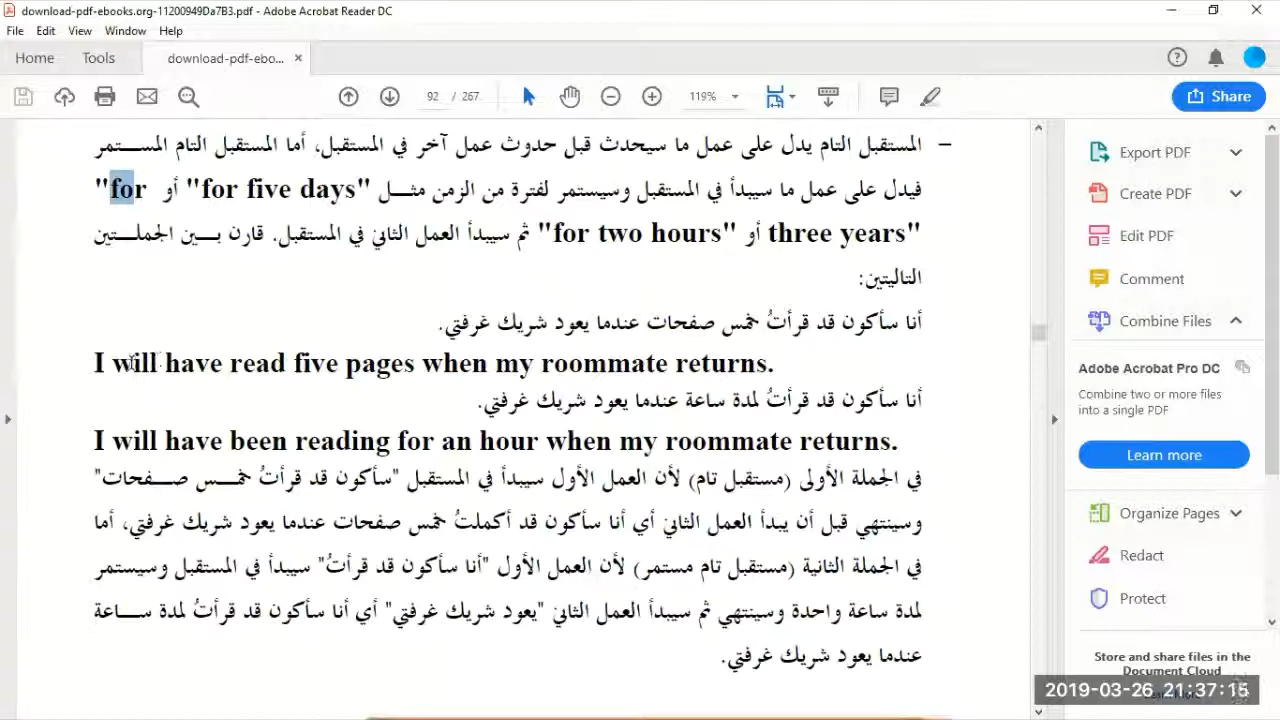 download-pdf-ebooks.org-11200949Da7B3.pdf - Adobe Acrobat Reader DC
File Edit View Window Help
Home Tools download-pdf-ebo... ×
92 / 267 119% Share
– المستقبل التام يدل على عمل ما سيحدث قبل حدوث عمل آخر في المستقبل، أما المستقبل التام المستمر
فيدل على عمل ما سيبدأ في المستقبل وسيستمر لفترة من الزمن مثل "for five days" أو "for
three years" أو "for two hours" ثم سيبدأ العمل الثاني في المستقبل. قارن بين الجملتين
التاليتين:
أنا سأكون قد قرأتُ خمس صفحات عندما يعود شريك غرفتي.
I will have read five pages when my roommate returns.
أنا سأكون قد قرأتُ لمدة ساعة عندما يعود شريك غرفتي.
I will have been reading for an hour when my roommate returns.
في الجملة الأولى (مستقبل تام) لأن العمل الأول سيبدأ في المستقبل "سأكون قد قرأتُ خمس صفحات"
وسينتهي قبل أن يبدأ العمل الثاني أي أنا سأكون قد أكملتُ خمس صفحات عندما يعود شريك غرفتي، أما
في الجملة الثانية (مستقبل تام مستمر) لأن العمل الأول "أنا سأكون قد قرأتُ" سيبدأ في المستقبل وسيستمر
لمدة ساعة واحدة وسينتهي ثم سيبدأ العمل الثاني "يعود شريك غرفتي" أي أنا سأكون قد قرأتُ لمدة ساعة
عندما يعود شريك غرفتي.
Export PDF
Create PDF
Edit PDF
Comment
Combine Files
Adobe Acrobat Pro DC
Combine two or more files
into a single PDF
Learn more
Organize Pages
Redact
Protect
Store and share files in the
Document Cloud
2019-03-26 21:37:15